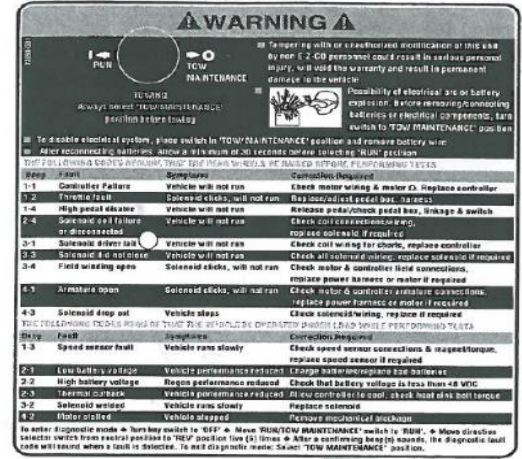 WARNING
RUN
TOW
MAINTENANCE
TOWING
Always select 'TOW/MAINTENANCE'
position before towing
Tampering with or unauthorized modification of this unit
by non E-Z-GO personnel could result in serious personal
injury, will void the warranty and result in permanent
damage to the vehicle
Possibility of electrical arc or battery
explosion. Before removing/connecting
batteries or electrical components, turn
switch to 'TOW/ MAINTENANCE' position
To disable electrical system, place switch in 'TOW/ MAINTENANCE' position and remove battery wire
After reconnecting batteries, allow a minimum of 20 seconds before selecting 'RUN' position
THE FOLLOWING CODES REQUIRE THAT THE REAR WHEELS BE RAISED BEFORE PERFORMING TESTS
Beep Fault Symptoms Correction Required
1-1 Controller Failure Vehicle will not run Check motor wiring & motor Ω. Replace controller
1-2 Throttle fault Solenoid clicks, will not run Replace/adjust pedal box, harness
1-4 High pedal disable Vehicle will not run Release pedal/check pedal box, linkage & switch
2-4 Solenoid coil failure Vehicle will not run Check coil connections/wiring,
or disconnected replace solenoid if required
3-1 Solenoid driver fail Vehicle will not run Check coil wiring for shorts, replace controller
3-3 Solenoid did not close Vehicle will not run Check all solenoid wiring, replace solenoid if required
3-4 Field winding open Solenoid clicks, will not run Check motor & controller field connections,
replace power harness or motor if required
4-1 Armature open Solenoid clicks, will not run Check motor & controller armature connections,
replace power harness or motor if required
4-3 Solenoid drop out Vehicle stops Check solenoid/wiring, replace if required
THE FOLLOWING CODES REQUIRE THAT THE VEHICLE BE OPERATED UNDER LOAD WHILE PERFORMING TESTS
Beep Fault Symptoms Correction Required
1-3 Speed sensor fault Vehicle runs slowly Check speed sensor connections & magnet/torque,
replace speed sensor if required
2-1 Low battery voltage Vehicle performance reduced Charge batteries/replace bad batteries
2-2 High battery voltage Regen performance reduced Check that battery voltage is less than 48 VDC
2-3 Thermal cutback Vehicle performance reduced Allow controller to cool, check heat sink bolt torque
3-2 Solenoid welded Vehicle runs slowly Replace solenoid
4-2 Motor stalled Vehicle stopped Remove mechanical blockage
To enter diagnostic mode Turn key switch to 'OFF' Move 'RUN/TOW MAINTENANCE' switch to 'RUN'. Move direction
selector switch from neutral position to 'REV' position five (5) times After a confirming beep(s) sounds, the diagnostic fault
code will sound when a fault is detected. To exit diagnostic mode: Select 'TOW MAINTENANCE' position.